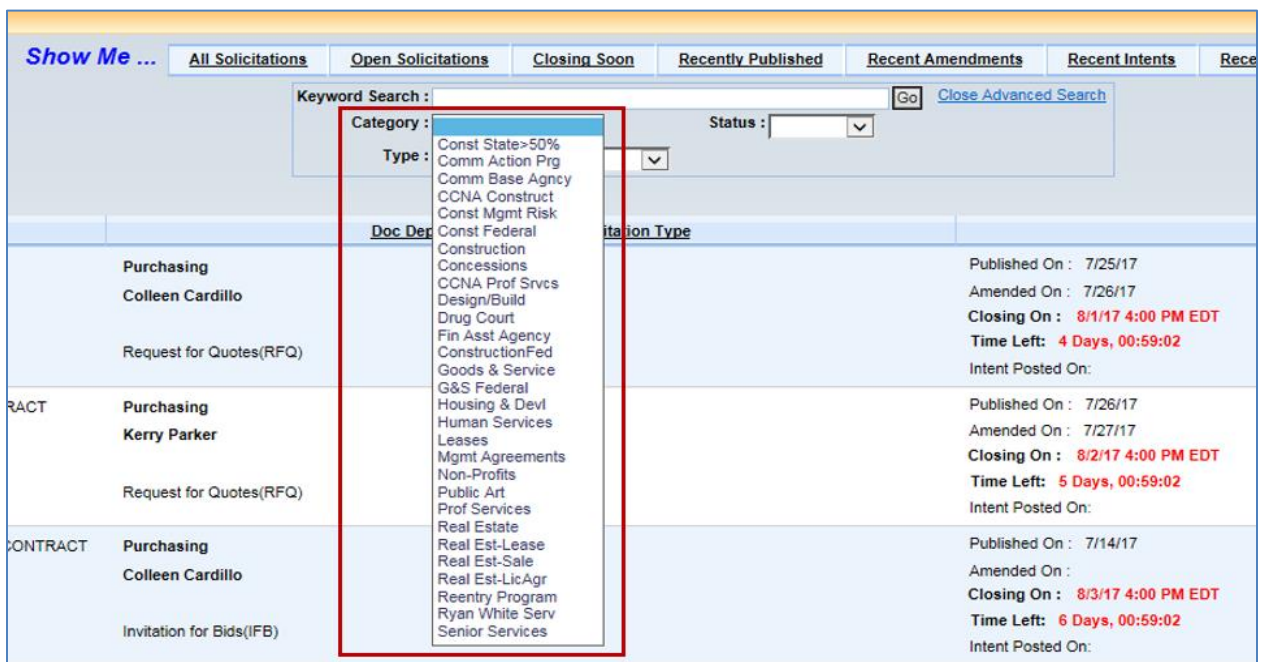 Show Me ... All Solicitations Open Solicitations Closing Soon Recently Published Recent Amendments Recent Intents Rece
Keyword Search : Go Close Advanced Search
Category : Status :
Type :
Const State>50%
Comm Action Prg
Comm Base Agncy
CCNA Construct
Const Mgmt Risk
Const Federal
Construction
Concessions
CCNA Prof Srvcs
Design/Build
Drug Court
Fin Asst Agency
ConstructionFed
Goods & Service
G&S Federal
Housing & Devl
Human Services
Leases
Mgmt Agreements
Non-Profits
Public Art
Prof Services
Real Estate
Real Est-Lease
Real Est-Sale
Real Est-LicAgr
Reentry Program
Ryan White Serv
Senior Services
Doc Dep itation Type
Purchasing Published On : 7/25/17
Colleen Cardillo Amended On : 7/26/17
Closing On : 8/1/17 4:00 PM EDT
Request for Quotes(RFQ) Time Left: 4 Days, 00:59:02
Intent Posted On:
RACT Purchasing Published On : 7/26/17
Kerry Parker Amended On : 7/27/17
Closing On : 8/2/17 4:00 PM EDT
Request for Quotes(RFQ) Time Left: 5 Days, 00:59:02
Intent Posted On:
CONTRACT Purchasing Published On : 7/14/17
Colleen Cardillo Amended On :
Closing On : 8/3/17 4:00 PM EDT
Invitation for Bids(IFB) Time Left: 6 Days, 00:59:02
Intent Posted On: